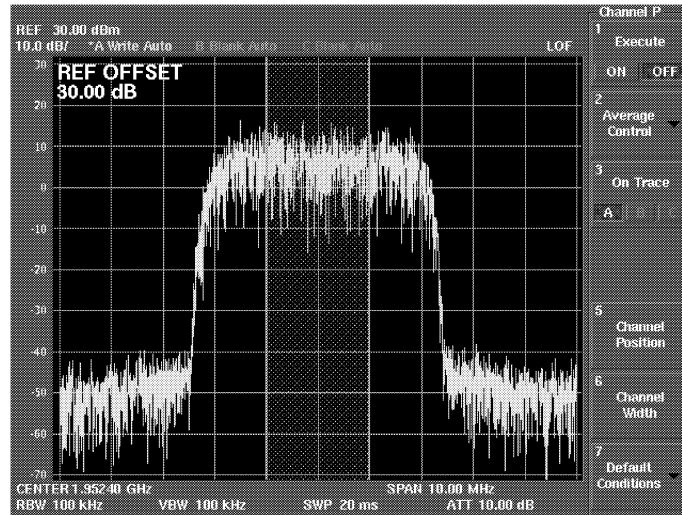 Channel P
REF 30.00 dBm
10.0 dB/ *A Write Auto B Blank Auto C Blank Auto LOF
REF OFFSET
30.00 dB
30
20
10
0
-10
-20
-30
-40
-50
-60
-70
CENTER 1.95240 GHz SPAN 10.00 MHz
RBW 100 kHz VBW 100 kHz SWP 20 ms ATT 10.00 dB
1
Execute
ON OFF
2
Average
Control
3
On Trace
A B C
5
Channel
Position
6
Channel
Width
7
Default
Conditions